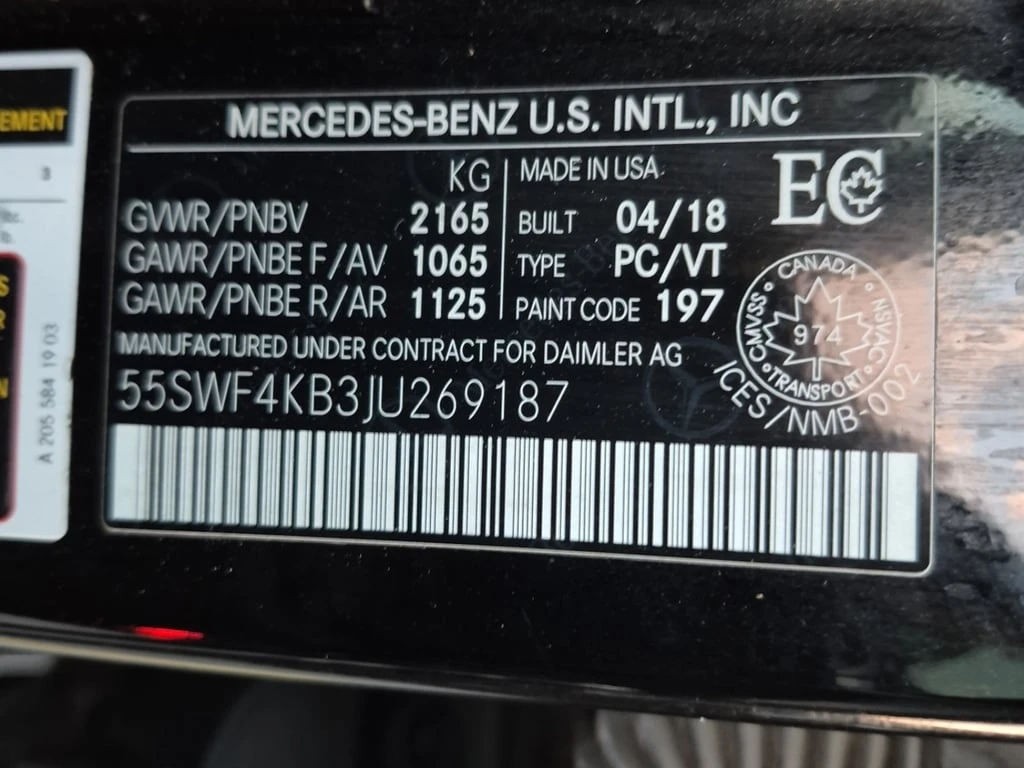 MERCEDES-BENZ U.S. INTL., INC
KG
GVWR/PNBV 2165
GAWR/PNBE F/AV 1065
GAWR/PNBE R/AR 1125
MADE IN USA
BUILT 04/18
TYPE PC/VT
PAINT CODE 197
EC
MANUFACTURED UNDER CONTRACT FOR DAIMLER AG
55SWF4KB3JU269187
CANADA
CMVSS
974
NSVAC
TRANSPORT
ICES/NMB-002
EMENT
A 205 584 19 03